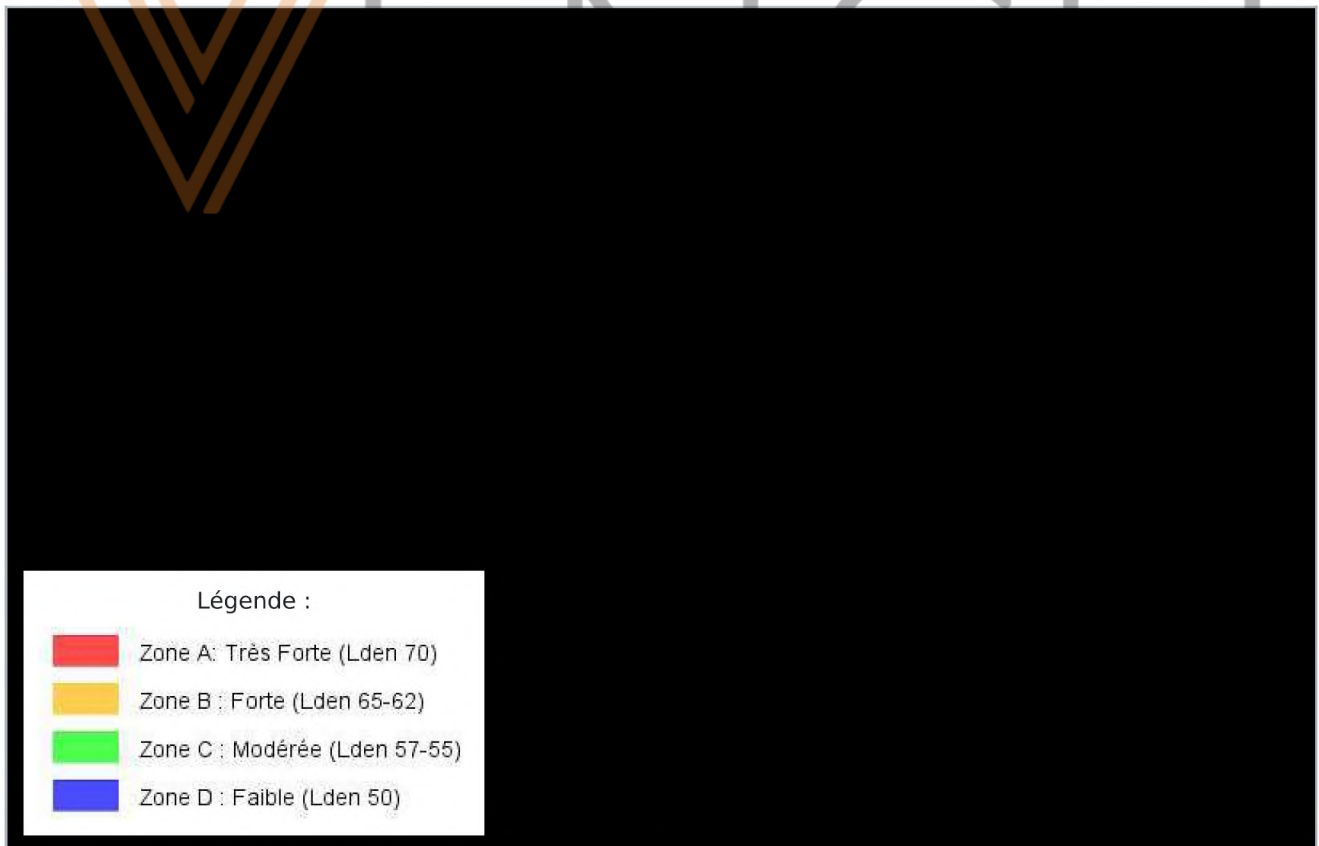 Légende :
Zone A: Très Forte (Lden 70)
Zone B : Forte (Lden 65-62)
Zone C : Modérée (Lden 57-55)
Zone D : Faible (Lden 50)